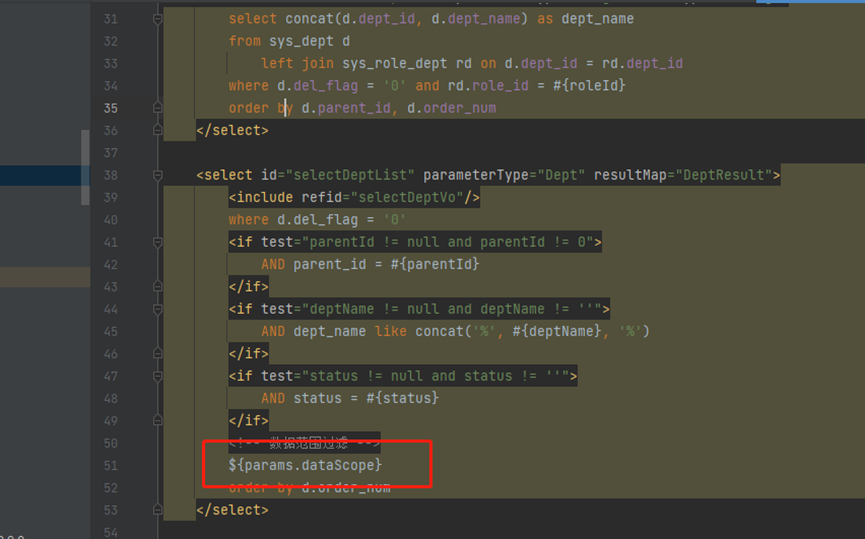 31 select concat(d.dept_id, d.dept_name) as dept_name
32 from sys_dept d
33 left join sys_role_dept rd on d.dept_id = rd.dept_id
34 where d.del_flag = '0' and rd.role_id = #{roleId}
35 order by d.parent_id, d.order_num
36 </select>
37
38 <select id="selectDeptList" parameterType="Dept" resultMap="DeptResult">
39 <include refid="selectDeptVo"/>
40 where d.del_flag = '0'
41 <if test="parentId != null and parentId != 0">
42 AND parent_id = #{parentId}
43 </if>
44 <if test="deptName != null and deptName != ''">
45 AND dept_name like concat('%', #{deptName}, '%')
46 </if>
47 <if test="status != null and status != ''">
48 AND status = #{status}
49 </if>
50 <!-- 数据范围过滤 -->
51 ${params.dataScope}
52 order by d.order_num
53 </select>
54